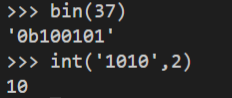 >>> bin(37)
'0b100101'
>>> int('1010',2)
10